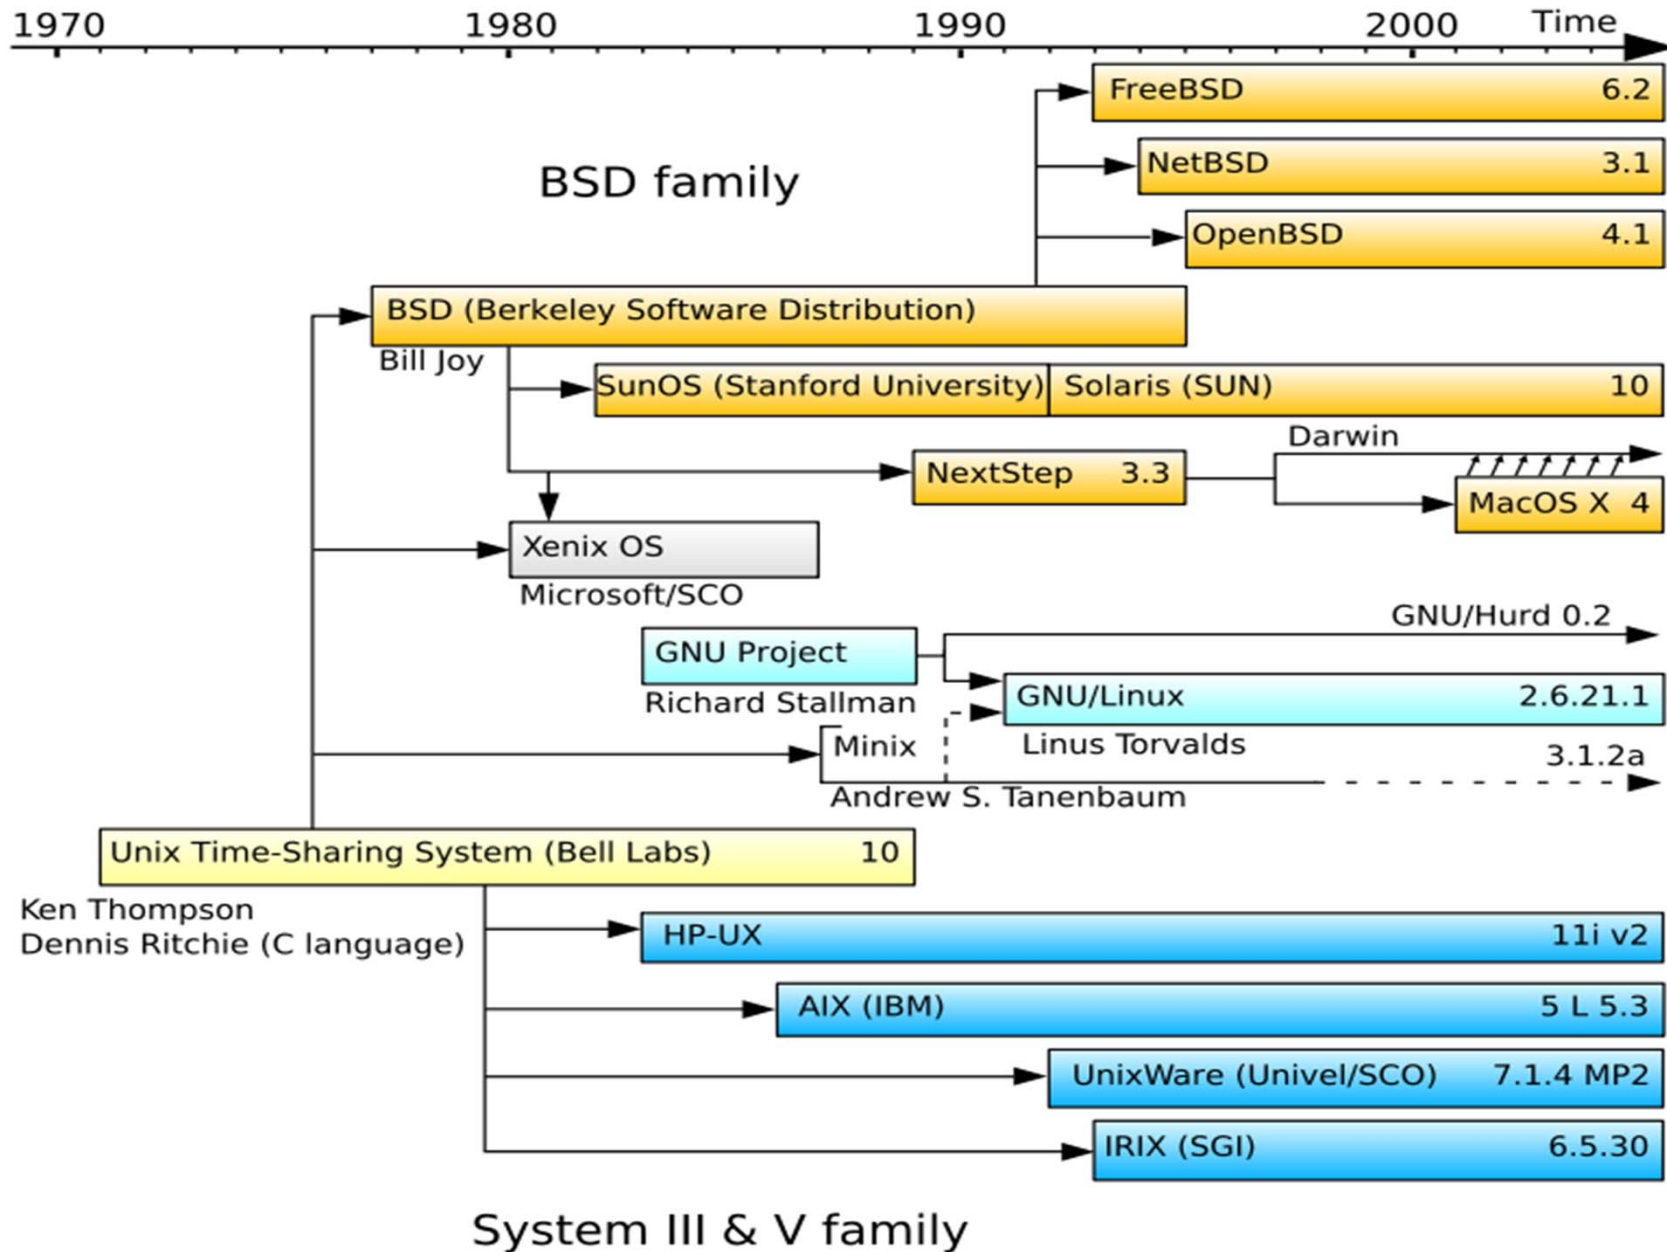 1970 1980 1990 2000 Time
FreeBSD 6.2
BSD family
NetBSD 3.1
OpenBSD 4.1
BSD (Berkeley Software Distribution)
Bill Joy
SunOS (Stanford University) Solaris (SUN) 10
Darwin
NextStep 3.3
MacOS X 4
Xenix OS
Microsoft/SCO
GNU/Hurd 0.2
GNU Project
Richard Stallman
GNU/Linux 2.6.21.1
Linus Torvalds
Minix
3.1.2a
Andrew S. Tanenbaum
Unix Time-Sharing System (Bell Labs) 10
Ken Thompson
Dennis Ritchie (C language)
HP-UX 11i v2
AIX (IBM) 5 L 5.3
UnixWare (Univel/SCO) 7.1.4 MP2
IRIX (SGI) 6.5.30
System III & V family